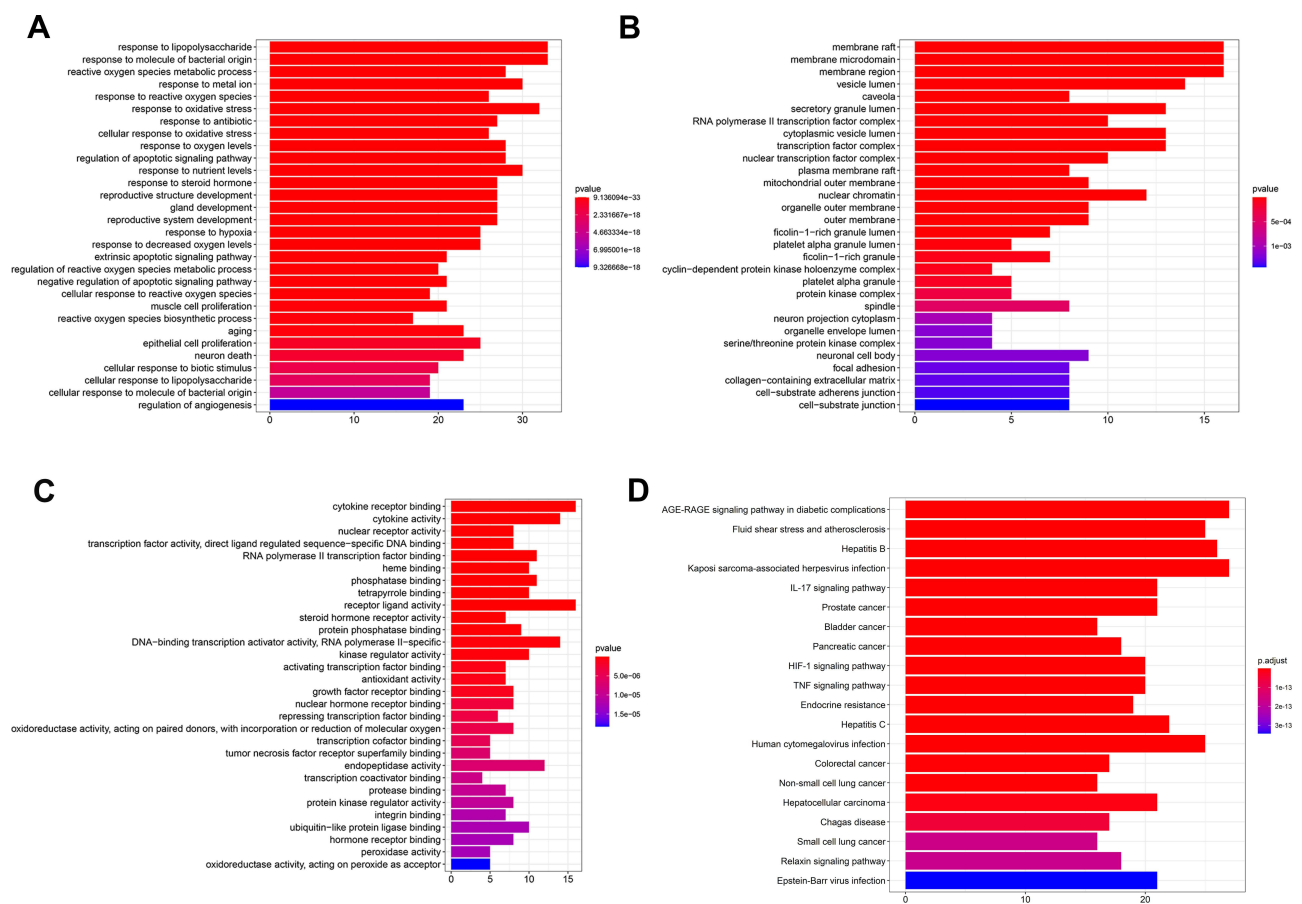 A
response to lipopolysaccharide
response to molecule of bacterial origin
reactive oxygen species metabolic process
response to metal ion
response to reactive oxygen species
response to oxidative stress
response to antibiotic
cellular response to oxidative stress
response to oxygen levels
regulation of apoptotic signaling pathway
response to nutrient levels
response to steroid hormone
reproductive structure development
gland development
reproductive system development
response to hypoxia
response to decreased oxygen levels
extrinsic apoptotic signaling pathway
regulation of reactive oxygen species metabolic process
negative regulation of apoptotic signaling pathway
cellular response to reactive oxygen species
muscle cell proliferation
reactive oxygen species biosynthetic process
aging
epithelial cell proliferation
neuron death
cellular response to biotic stimulus
cellular response to lipopolysaccharide
cellular response to molecule of bacterial origin
regulation of angiogenesis
0 10 20 30
pvalue
9.136094e−33
2.331667e−18
4.663334e−18
6.995001e−18
9.326668e−18
B
membrane raft
membrane microdomain
membrane region
vesicle lumen
caveola
secretory granule lumen
RNA polymerase II transcription factor complex
cytoplasmic vesicle lumen
transcription factor complex
nuclear transcription factor complex
plasma membrane raft
mitochondrial outer membrane
nuclear chromatin
organelle outer membrane
outer membrane
ficolin−1−rich granule lumen
platelet alpha granule lumen
ficolin−1−rich granule
cyclin−dependent protein kinase holoenzyme complex
platelet alpha granule
protein kinase complex
spindle
neuron projection cytoplasm
organelle envelope lumen
serine/threonine protein kinase complex
neuronal cell body
focal adhesion
collagen−containing extracellular matrix
cell−substrate adherens junction
cell−substrate junction
0 5 10 15
pvalue
5e−04
1e−03
C
cytokine receptor binding
cytokine activity
nuclear receptor activity
transcription factor activity, direct ligand regulated sequence−specific DNA binding
RNA polymerase II transcription factor binding
heme binding
phosphatase binding
tetrapyrrole binding
receptor ligand activity
steroid hormone receptor activity
protein phosphatase binding
DNA−binding transcription activator activity, RNA polymerase II−specific
kinase regulator activity
activating transcription factor binding
antioxidant activity
growth factor receptor binding
nuclear hormone receptor binding
repressing transcription factor binding
oxidoreductase activity, acting on paired donors, with incorporation or reduction of molecular oxygen
transcription cofactor binding
tumor necrosis factor receptor superfamily binding
endopeptidase activity
transcription coactivator binding
protease binding
protein kinase regulator activity
integrin binding
ubiquitin−like protein ligase binding
hormone receptor binding
peroxidase activity
oxidoreductase activity, acting on peroxide as acceptor
0 5 10 15
pvalue
5.0e−06
1.0e−05
1.5e−05
D
AGE-RAGE signaling pathway in diabetic complications
Fluid shear stress and atherosclerosis
Hepatitis B
Kaposi sarcoma-associated herpesvirus infection
IL-17 signaling pathway
Prostate cancer
Bladder cancer
Pancreatic cancer
HIF-1 signaling pathway
TNF signaling pathway
Endocrine resistance
Hepatitis C
Human cytomegalovirus infection
Colorectal cancer
Non-small cell lung cancer
Hepatocellular carcinoma
Chagas disease
Small cell lung cancer
Relaxin signaling pathway
Epstein-Barr virus infection
0 10 20
p.adjust
1e-13
2e-13
3e-13